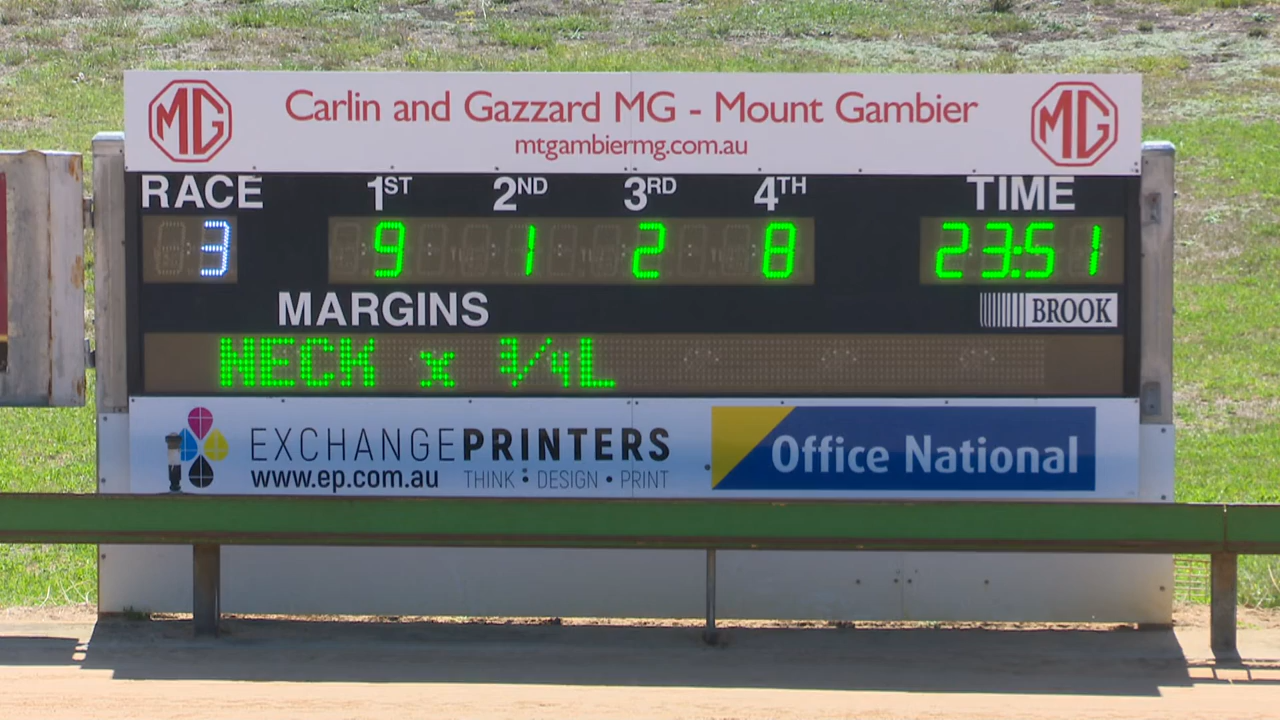 MG Carlin and Gazzard MG - Mount Gambier MG
mtgambiermg.com.au
RACE 1ST 2ND 3RD 4TH TIME
3 9 1 2 8 23:51
MARGINS BROOK
NECK x 3/4L
EXCHANGEPRINTERS
www.ep.com.au THINK • DESIGN • PRINT
Office National